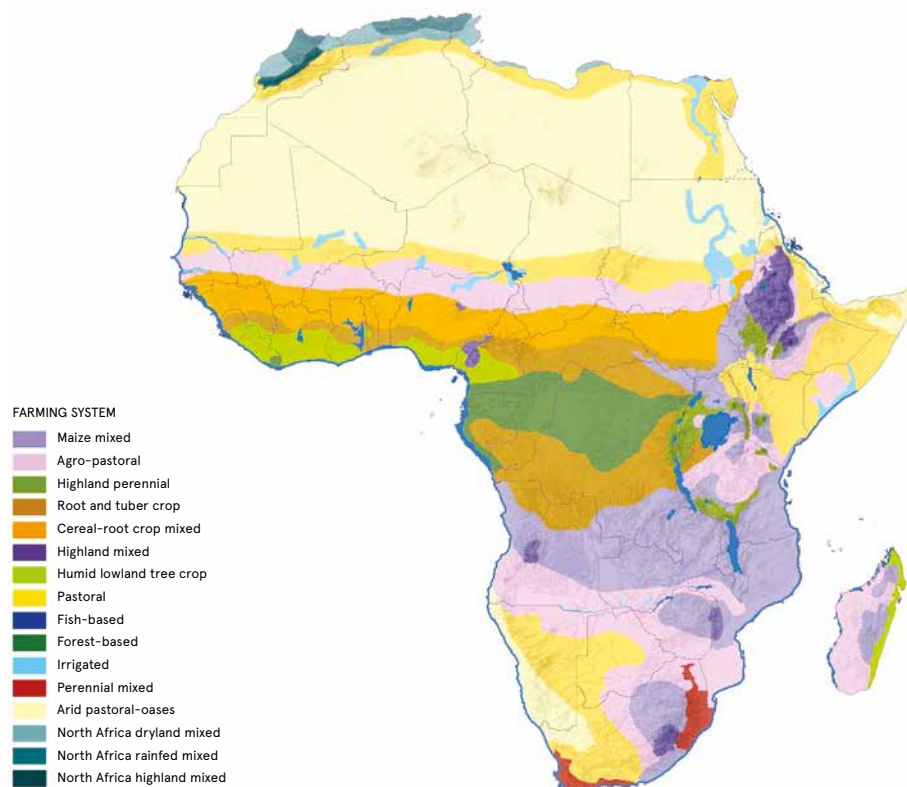 FARMING SYSTEM
Maize mixed
Agro-pastoral
Highland perennial
Root and tuber crop
Cereal-root crop mixed
Highland mixed
Humid lowland tree crop
Pastoral
Fish-based
Forest-based
Irrigated
Perennial mixed
Arid pastoral-oases
North Africa dryland mixed
North Africa rainfed mixed
North Africa highland mixed